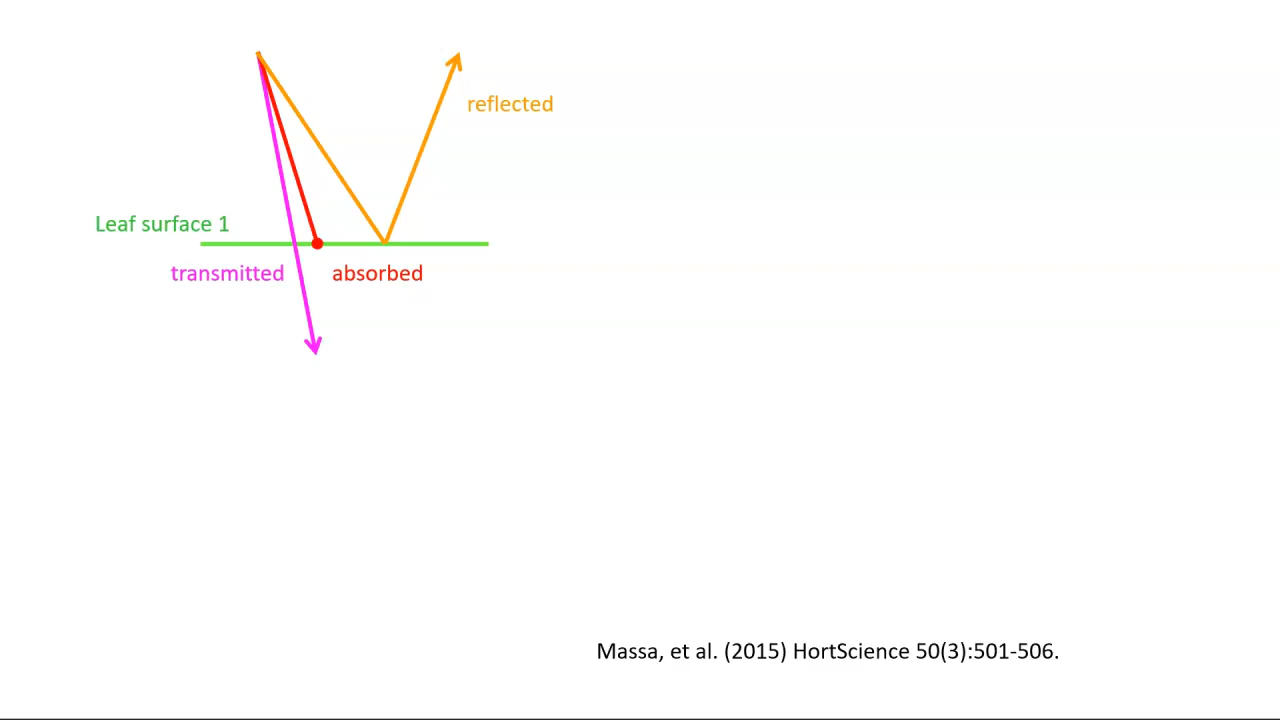 reflected
Leaf surface 1
transmitted
absorbed
Massa, et al. (2015) HortScience 50(3):501-506.